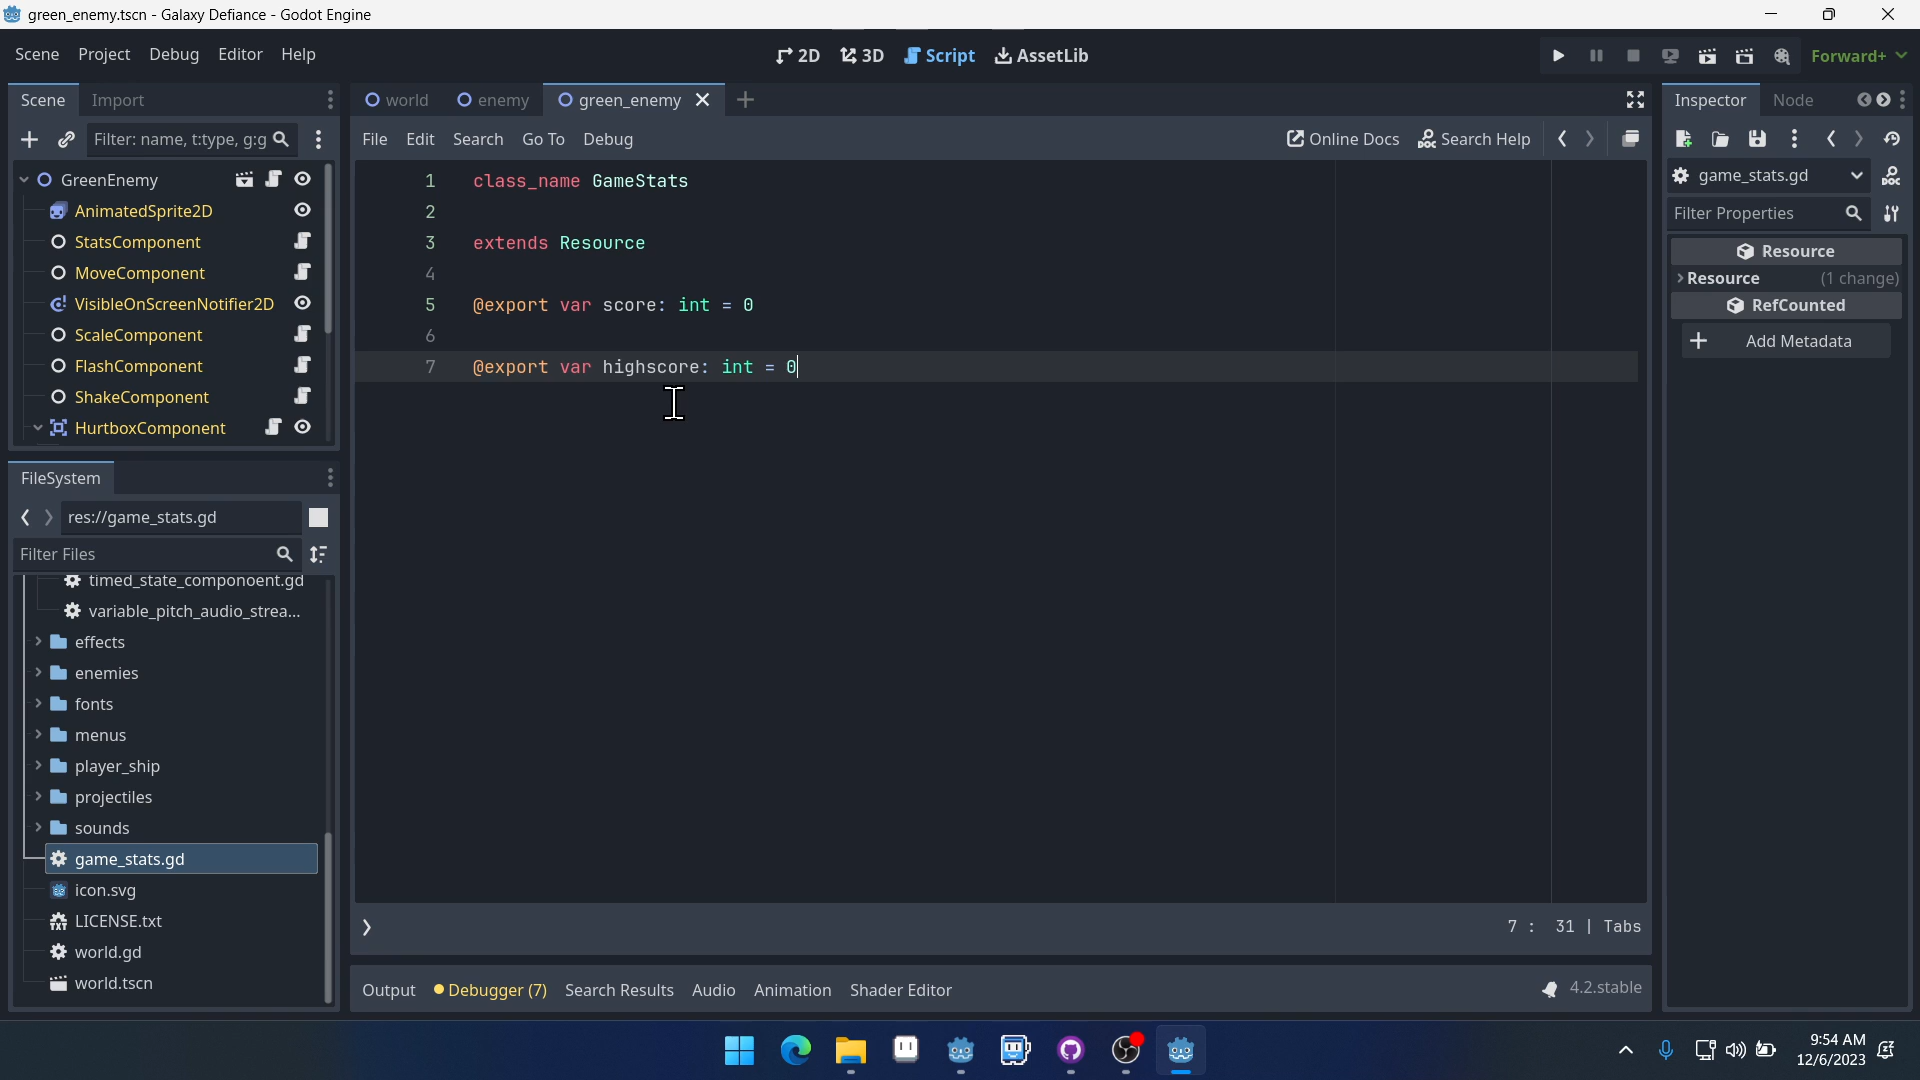 green_enemy.tscn - Galaxy Defiance - Godot Engine
Scene Project Debug Editor Help
2D 3D Script AssetLib
Forward+
Scene Import
world enemy green_enemy
Inspector Node
Filter: name, t:type, g:g
File Edit Search Go To Debug
Online Docs Search Help
game_stats.gd
Filter Properties
Resource
Resource (1 change)
RefCounted
Add Metadata
GreenEnemy
AnimatedSprite2D
StatsComponent
MoveComponent
VisibleOnScreenNotifier2D
ScaleComponent
FlashComponent
ShakeComponent
HurtboxComponent
1 class_name GameStats
2
3 extends Resource
4
5 @export var score: int = 0
6
7 @export var highscore: int = 0
FileSystem
res://game_stats.gd
Filter Files
timed_state_componoent.gd
variable_pitch_audio_strea...
effects
enemies
fonts
menus
player_ship
projectiles
sounds
game_stats.gd
icon.svg
LICENSE.txt
world.gd
world.tscn
7 : 31 | Tabs
Output Debugger (7) Search Results Audio Animation Shader Editor
4.2.stable
9:54 AM
12/6/2023